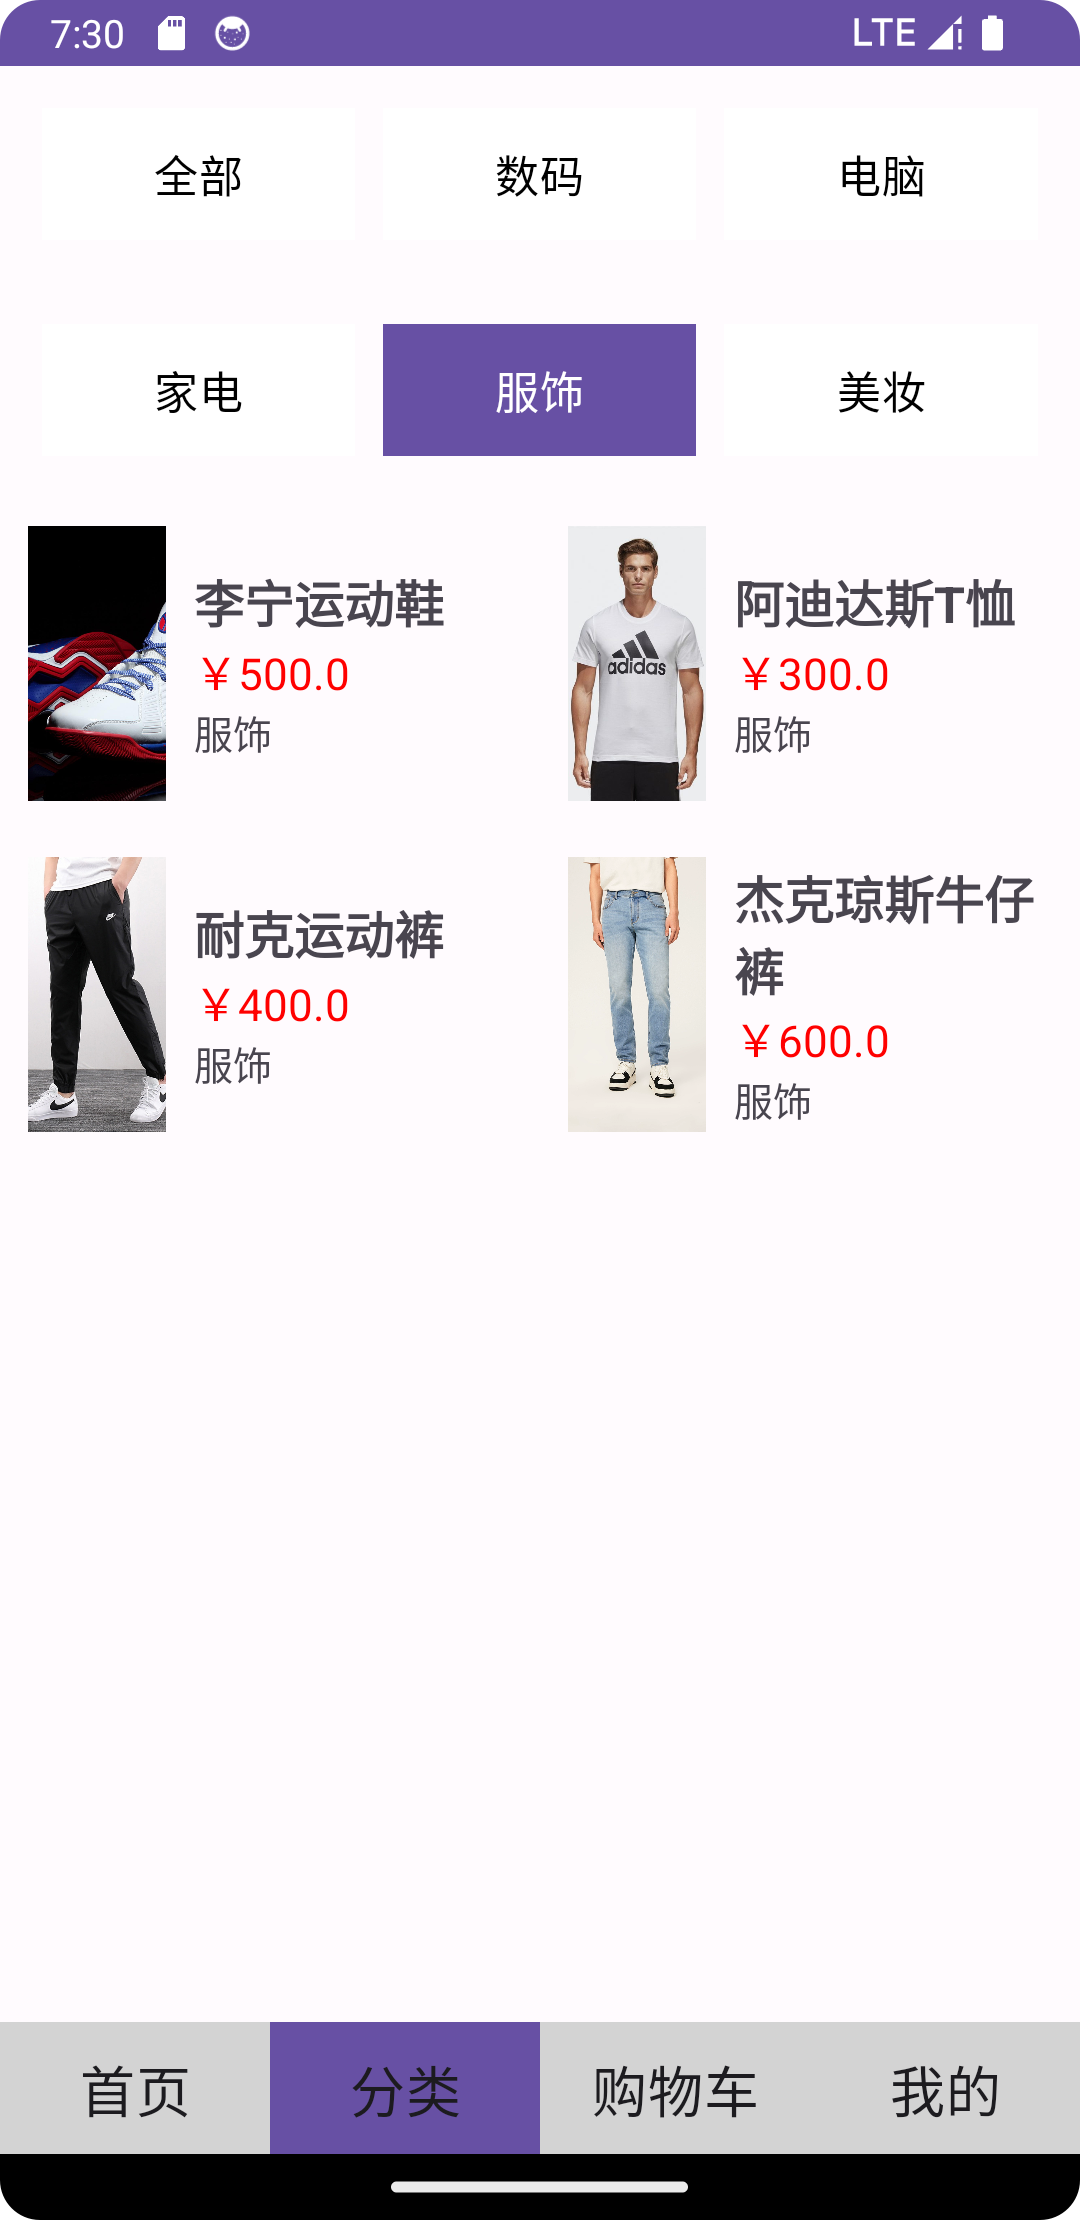 7:30 LTE
全部 数码 电脑
家电 服饰 美妆
李宁运动鞋
￥500.0
服饰
adidas
阿迪达斯T恤
￥300.0
服饰
耐克运动裤
￥400.0
服饰
杰克琼斯牛仔
裤
￥600.0
服饰
首页 分类 购物车 我的